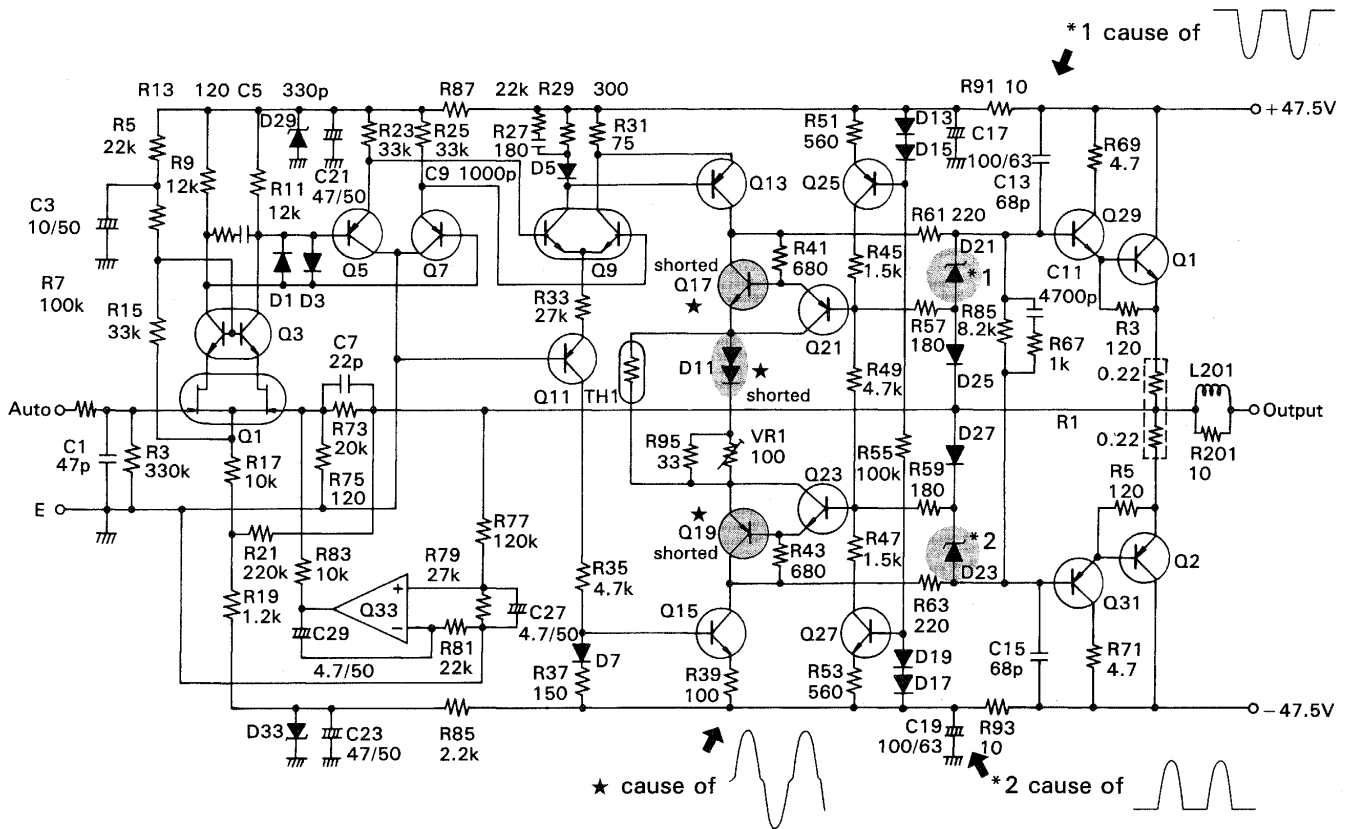 *1 cause of
R13 120 C5 330p R87 22k R29 300 R91 10
+47.5V
R5 22k
D29
R23 33k
R25 33k
R27 180
R31 75
R51 560
D13
D15
C17 100/63
R69 4.7
R9 12k
R11 12k
C21 47/50
C9 1000p
D5
Q13
Q25
C13 68p
C3 10/50
Q5
Q7
Q9
R61 220
Q29
Q1
R7 100k
D1 D3
shorted
Q17
★
R41 680
R45 1.5k
D21
*1
C11 4700p
R15 33k
Q3
R33 27k
Q21
R57 180
R85 8.2k
R3 120
C7 22p
D11
★
shorted
R49 4.7k
D25
R67 1k
0.22
L201
Q11
TH1
Auto
Output
Q1
R73 20k
R1
C1 47p
R3 330k
R17 10k
R75 120
R95 33
VR1 100
Q23
R55 100k
D27
0.22
R201 10
R59 180
R5 120
E
★
Q19
shorted
R77 120k
R21 220k
R83 10k
R79 27k
R35 4.7k
R43 680
R47 1.5k
*2
D23
Q2
R19 1.2k
Q33
+
−
C27 4.7/50
Q15
Q27
R63 220
Q31
C29
4.7/50
R81 22k
D7
R37 150
R39 100
R53 560
D19
D17
C15 68p
R71 4.7
−47.5V
D33
C23 47/50
R85 2.2k
C19 100/63
R93 10
★ cause of
*2 cause of